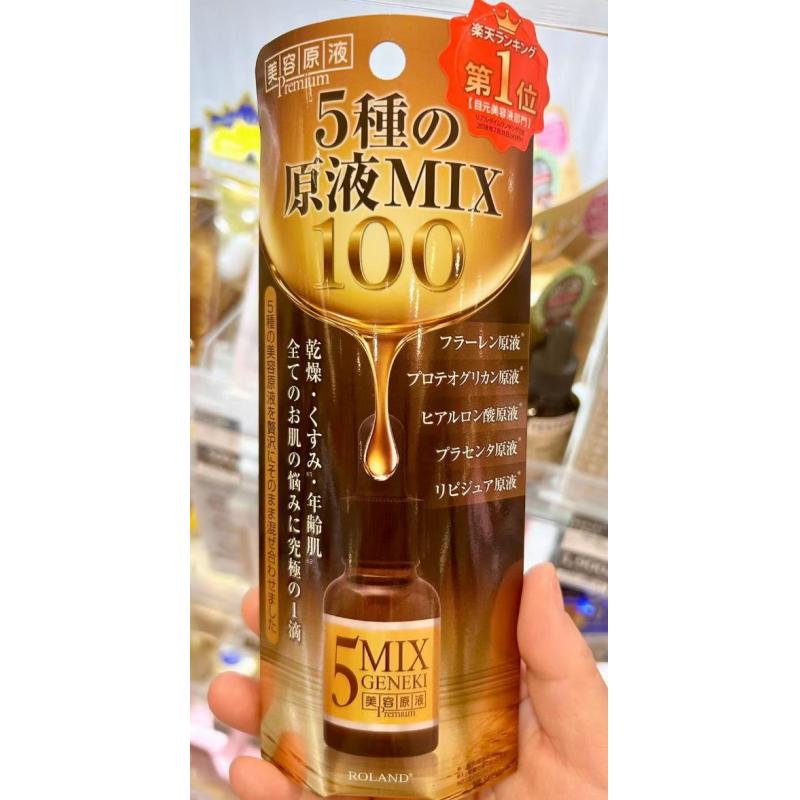 美容原液
Premium
楽天ランキング
第1位
【目元美容液部門】
5種の
原液MIX
100
フラーレン原液*
プロテオグリカン原液*
ヒアルロン酸原液*
プラセンタ原液*
リピジュア原液*
乾燥・くすみ・年齢肌
全てのお肌の悩みに究極の1滴
5種の美容原液を贅沢にそのまま混ぜ合わせました
5 MIX
GENEKI
美容原液
Premium
ROLAND®